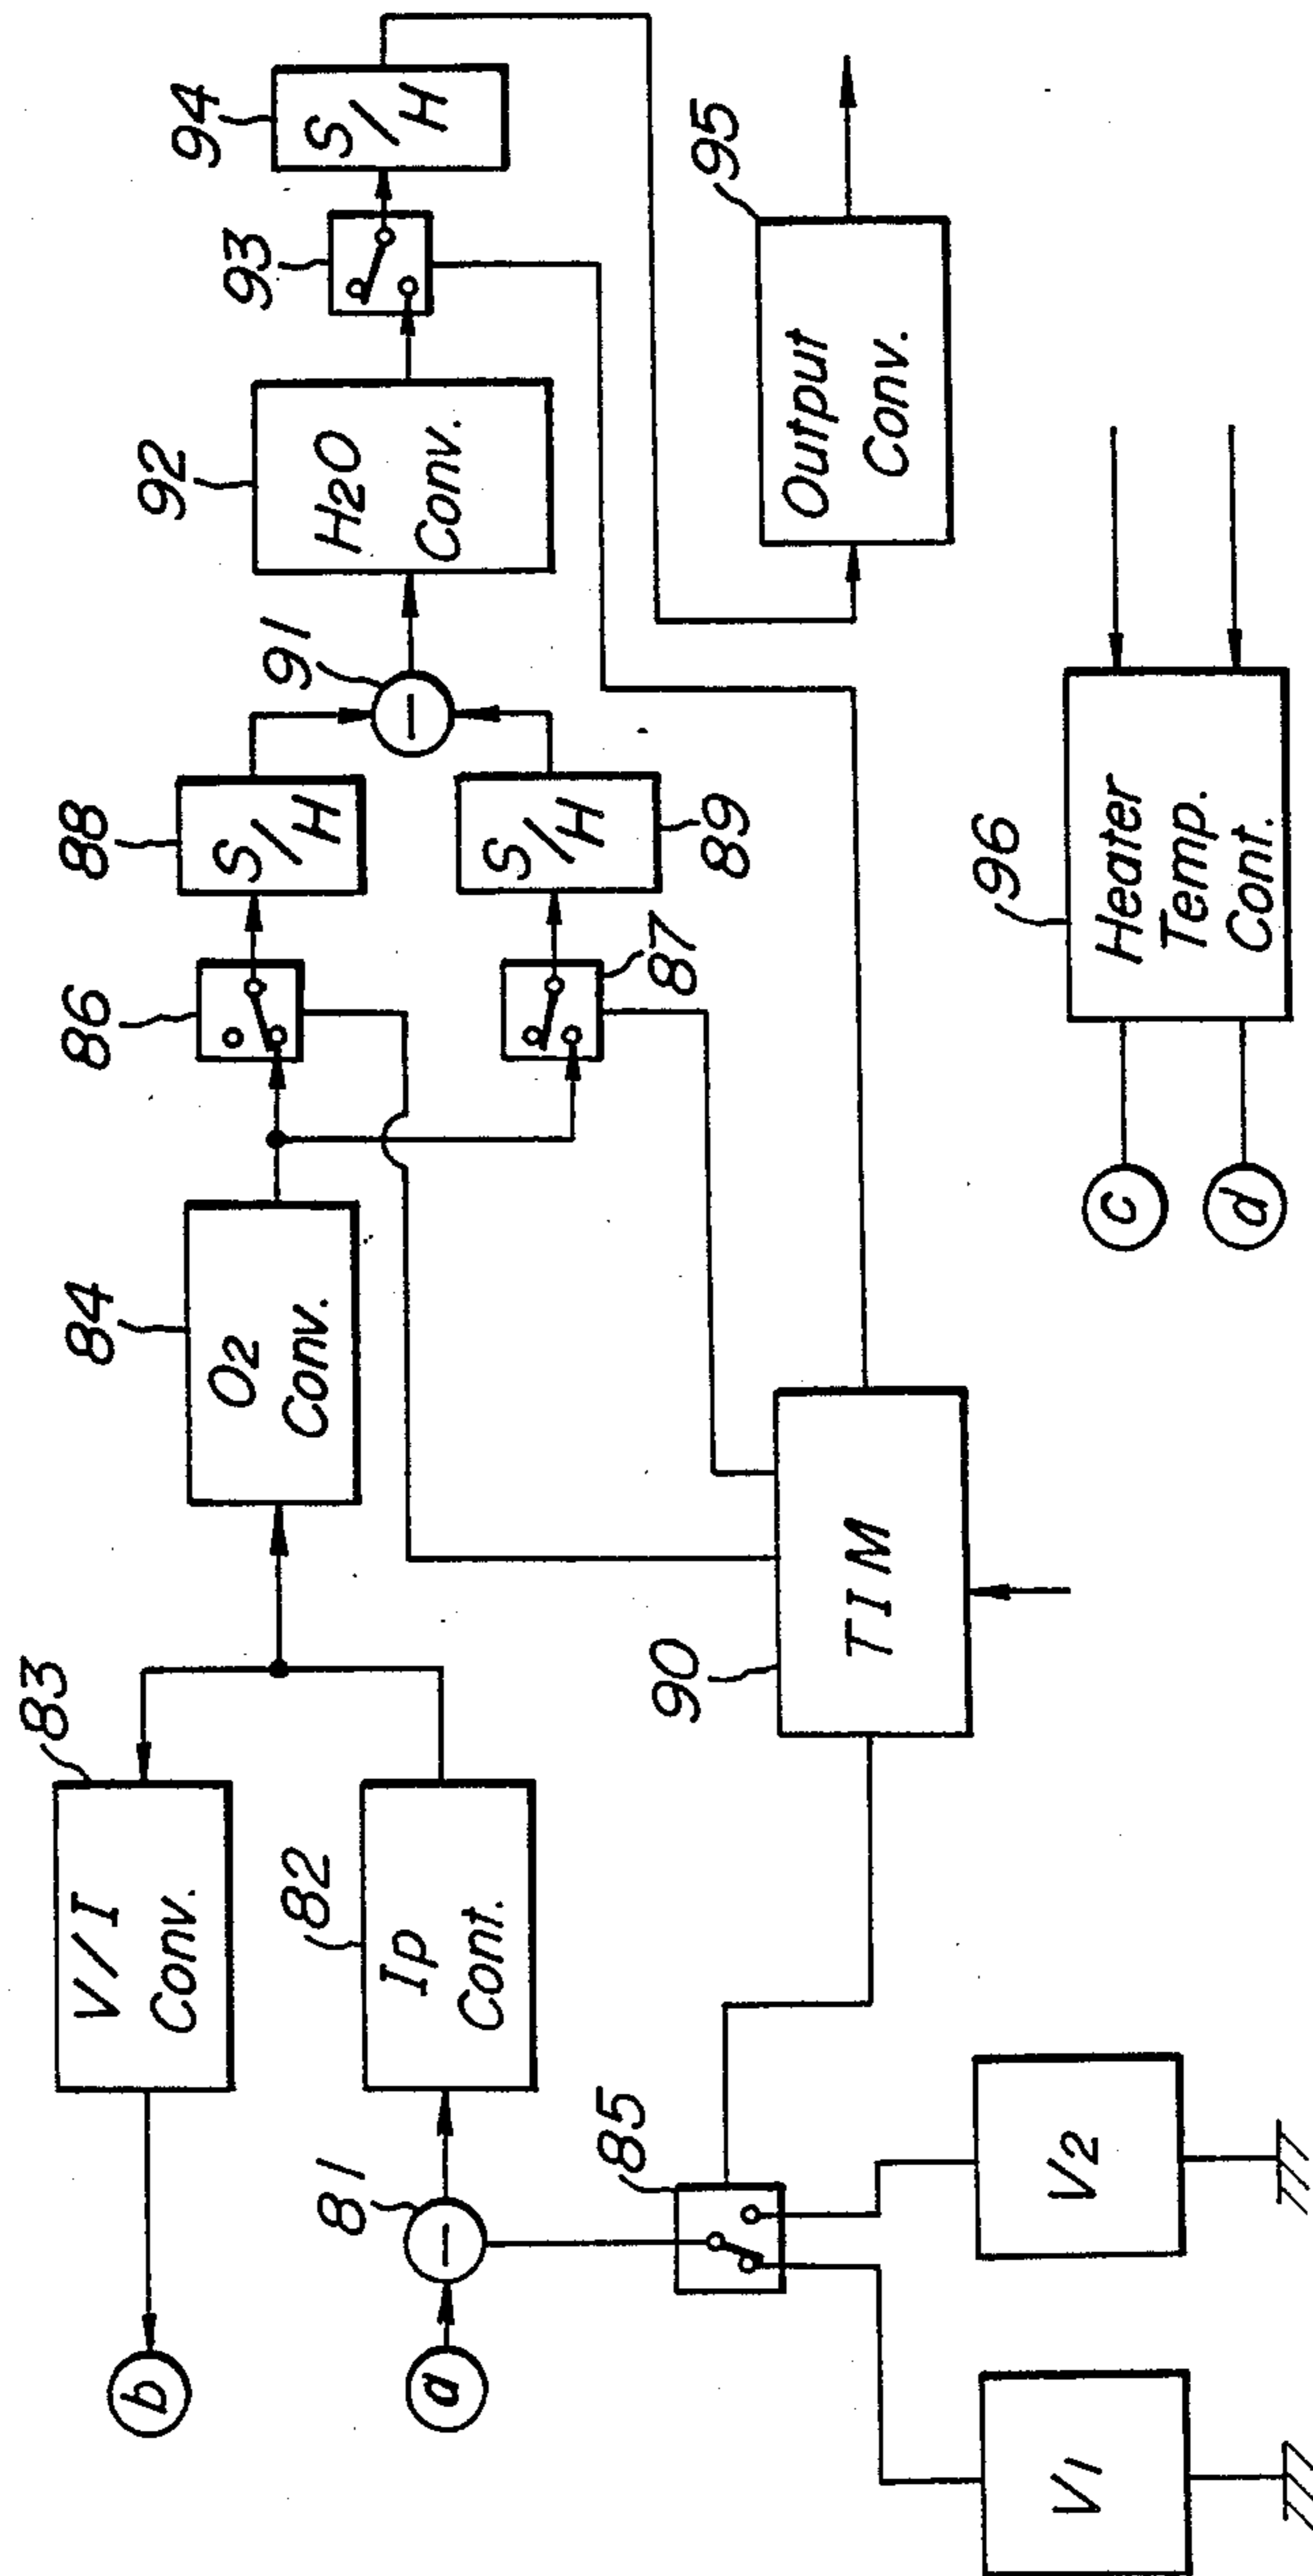 b
V/I
Conv.
83
a
81
Ip
Cont.
82
O2
Conv.
84
86
87
S/H
88
S/H
89
91
H2O
Conv.
92
93
S/H
94
85
V1
V2
TIM
90
Output
Conv.
95
c
d
Heater
Temp.
Cont.
96